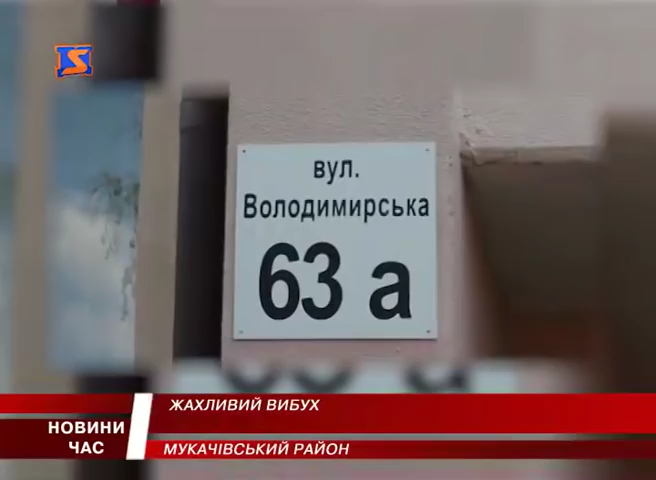 вул.
Володимирська
63 а
ЖАХЛИВИЙ ВИБУХ
НОВИНИ
ЧАС
МУКАЧІВСЬКИЙ РАЙОН